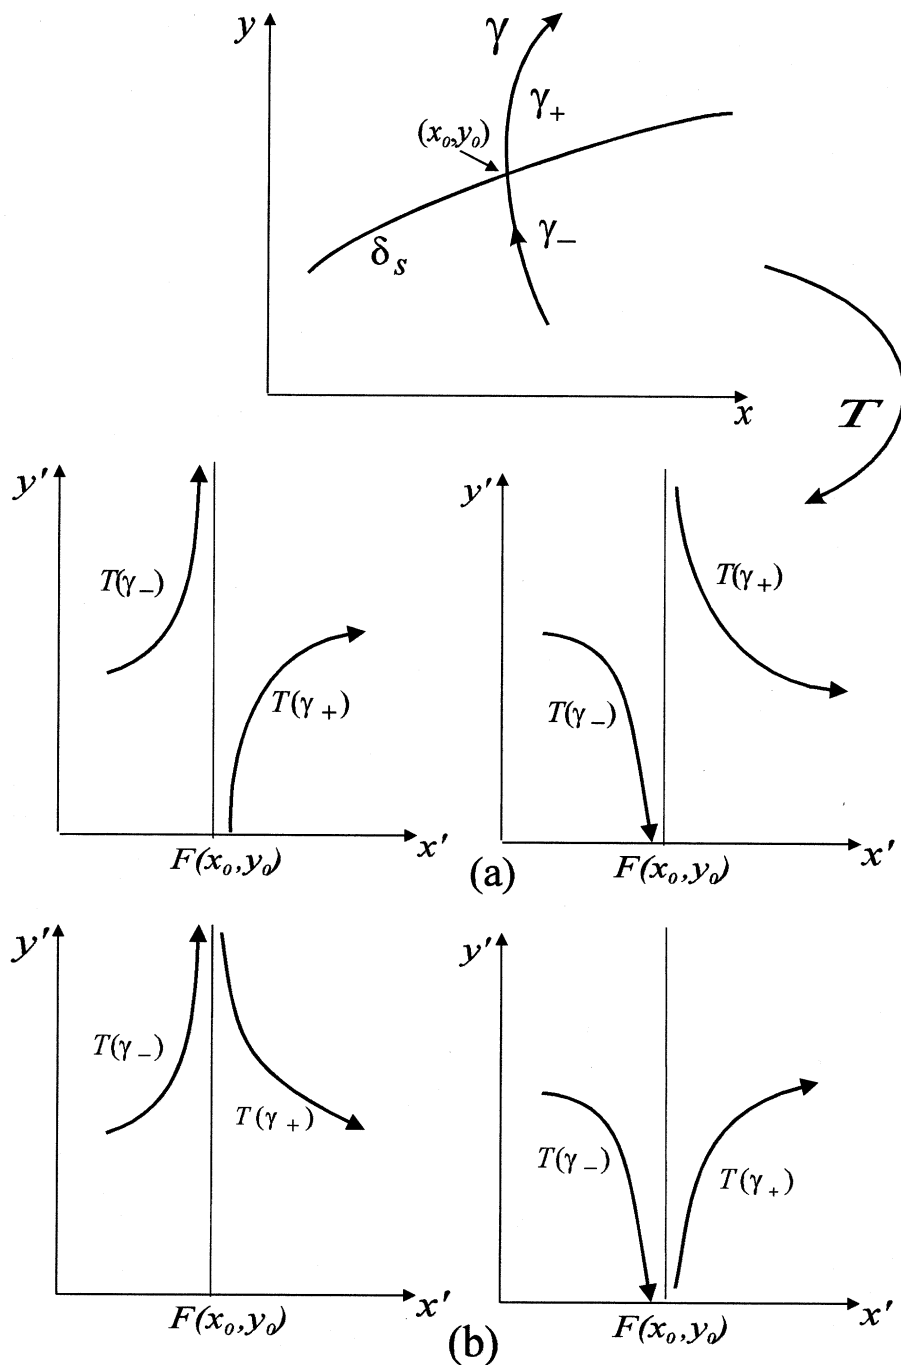 y
γ
γ+
(x₀,y₀)
γ−
δₛ
x
T
y'
T(γ−)
T(γ+)
F(x₀,y₀)
x'
y'
T(γ+)
T(γ−)
F(x₀,y₀)
x'
(a)
y'
T(γ−)
T(γ+)
F(x₀,y₀)
x'
y'
T(γ−)
T(γ+)
F(x₀,y₀)
x'
(b)